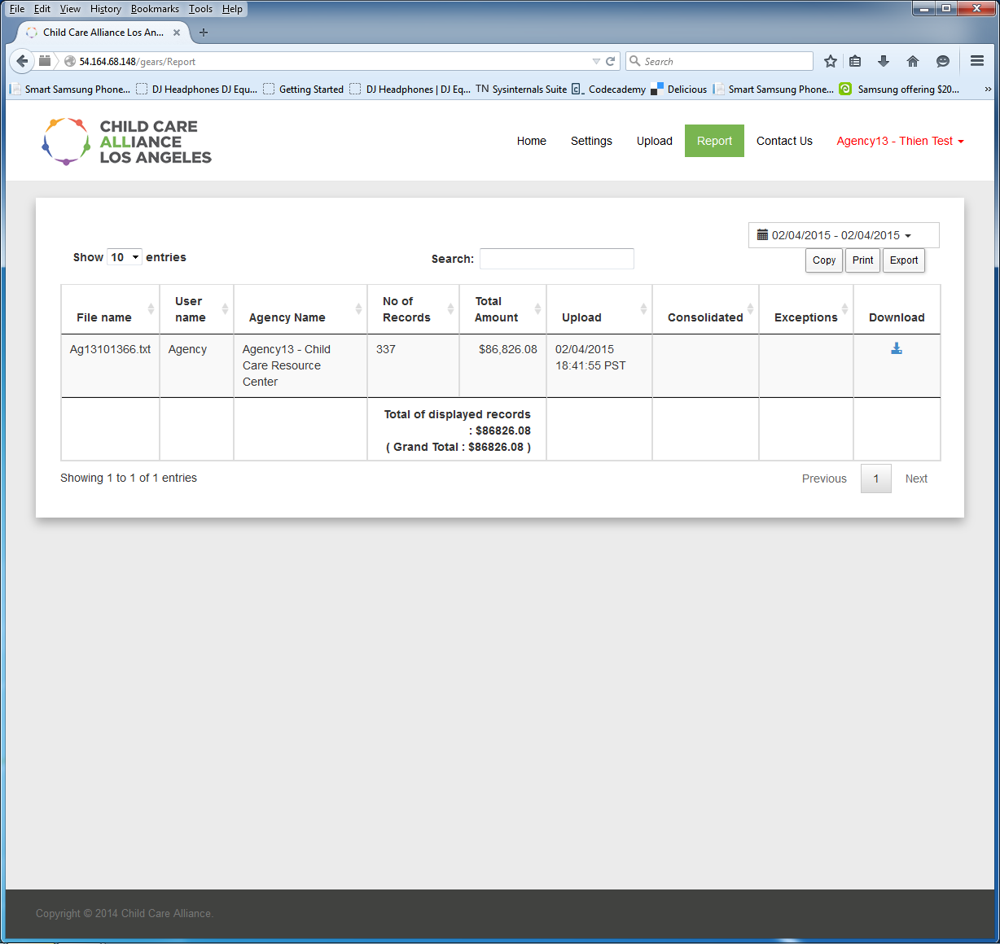 File Edit View History Bookmarks Tools Help
Child Care Alliance Los An... × +
54.164.68.148/gears/Report Search
Smart Samsung Phone... DJ Headphones DJ Equ... Getting Started DJ Headphones | DJ Eq... TN Sysinternals Suite Codecademy Delicious Smart Samsung Phone... Samsung offering $20... »
CHILD CARE
ALLIANCE
LOS ANGELES
Home Settings Upload Report Contact Us Agency13 - Thien Test
02/04/2015 - 02/04/2015
Show 10 entries Search: Copy Print Export
File name User name Agency Name No of Records Total Amount Upload Consolidated Exceptions Download
Ag13101366.txt Agency Agency13 - Child $86,826.08 02/04/2015
Care Resource 18:41:55 PST
Center
337
Total of displayed records
: $86826.08
( Grand Total : $86826.08 )
Showing 1 to 1 of 1 entries Previous 1 Next
Copyright © 2014 Child Care Alliance.